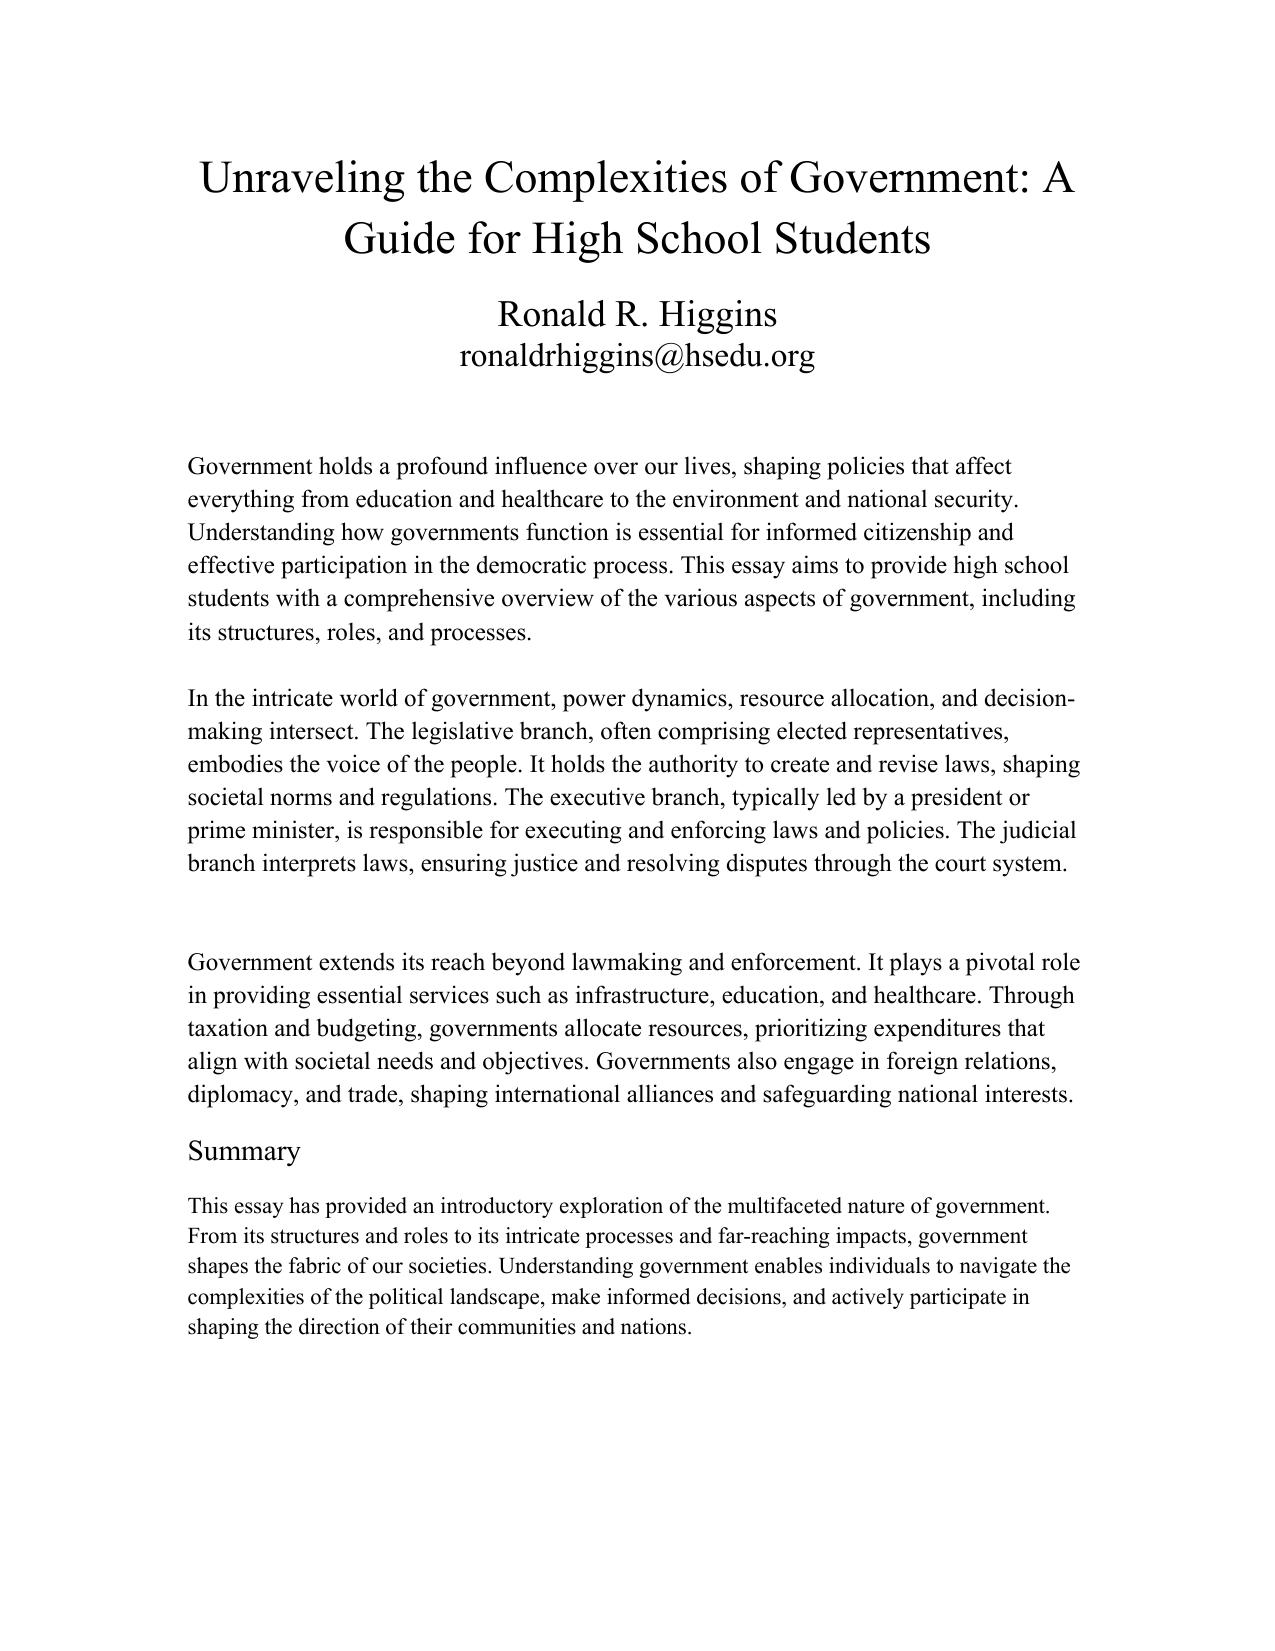 Unraveling the Complexities of Government: A
Guide for High School Students
Ronald R. Higgins
ronaldrhiggins@hsedu.org
Government holds a profound influence over our lives, shaping policies that affect
everything from education and healthcare to the environment and national security.
Understanding how governments function is essential for informed citizenship and
effective participation in the democratic process. This essay aims to provide high school
students with a comprehensive overview of the various aspects of government, including
its structures, roles, and processes.
In the intricate world of government, power dynamics, resource allocation, and decision-
making intersect. The legislative branch, often comprising elected representatives,
embodies the voice of the people. It holds the authority to create and revise laws, shaping
societal norms and regulations. The executive branch, typically led by a president or
prime minister, is responsible for executing and enforcing laws and policies. The judicial
branch interprets laws, ensuring justice and resolving disputes through the court system.
Government extends its reach beyond lawmaking and enforcement. It plays a pivotal role
in providing essential services such as infrastructure, education, and healthcare. Through
taxation and budgeting, governments allocate resources, prioritizing expenditures that
align with societal needs and objectives. Governments also engage in foreign relations,
diplomacy, and trade, shaping international alliances and safeguarding national interests.
Summary
This essay has provided an introductory exploration of the multifaceted nature of government.
From its structures and roles to its intricate processes and far-reaching impacts, government
shapes the fabric of our societies. Understanding government enables individuals to navigate the
complexities of the political landscape, make informed decisions, and actively participate in
shaping the direction of their communities and nations.